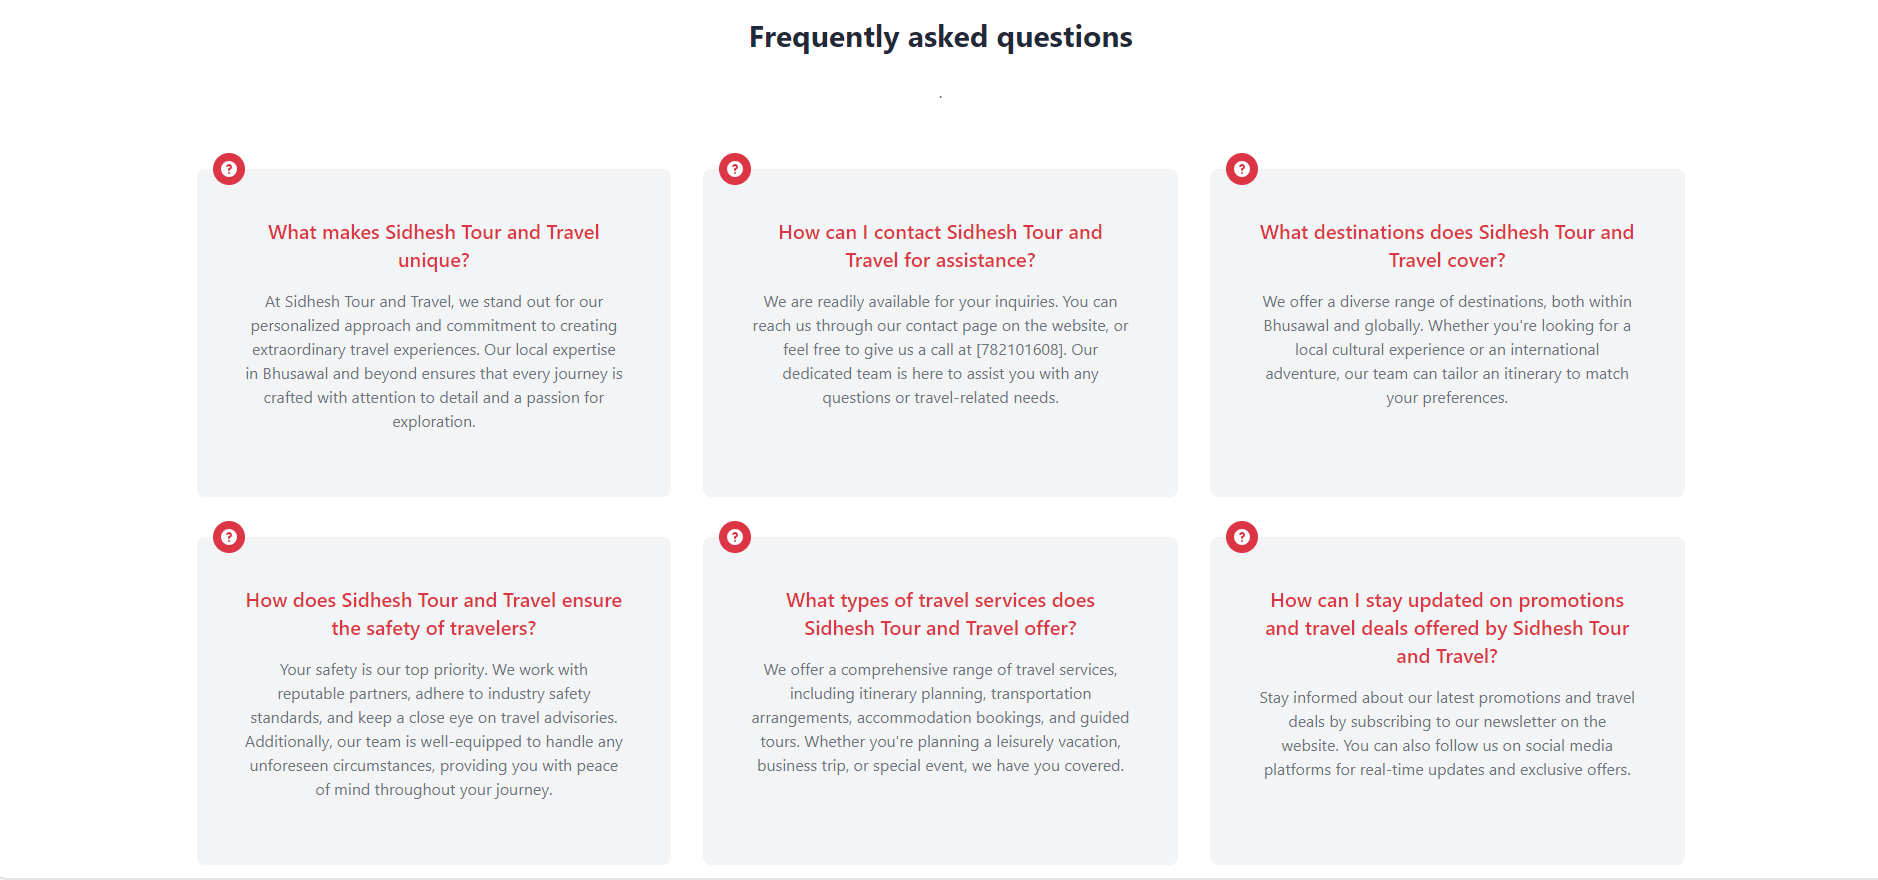 Frequently asked questions
.
What makes Sidhesh Tour and Travel
unique?
At Sidhesh Tour and Travel, we stand out for our
personalized approach and commitment to creating
extraordinary travel experiences. Our local expertise
in Bhusawal and beyond ensures that every journey is
crafted with attention to detail and a passion for
exploration.
How can I contact Sidhesh Tour and
Travel for assistance?
We are readily available for your inquiries. You can
reach us through our contact page on the website, or
feel free to give us a call at [782101608]. Our
dedicated team is here to assist you with any
questions or travel-related needs.
What destinations does Sidhesh Tour and
Travel cover?
We offer a diverse range of destinations, both within
Bhusawal and globally. Whether you're looking for a
local cultural experience or an international
adventure, our team can tailor an itinerary to match
your preferences.
How does Sidhesh Tour and Travel ensure
the safety of travelers?
Your safety is our top priority. We work with
reputable partners, adhere to industry safety
standards, and keep a close eye on travel advisories.
Additionally, our team is well-equipped to handle any
unforeseen circumstances, providing you with peace
of mind throughout your journey.
What types of travel services does
Sidhesh Tour and Travel offer?
We offer a comprehensive range of travel services,
including itinerary planning, transportation
arrangements, accommodation bookings, and guided
tours. Whether you're planning a leisurely vacation,
business trip, or special event, we have you covered.
How can I stay updated on promotions
and travel deals offered by Sidhesh Tour
and Travel?
Stay informed about our latest promotions and travel
deals by subscribing to our newsletter on the
website. You can also follow us on social media
platforms for real-time updates and exclusive offers.